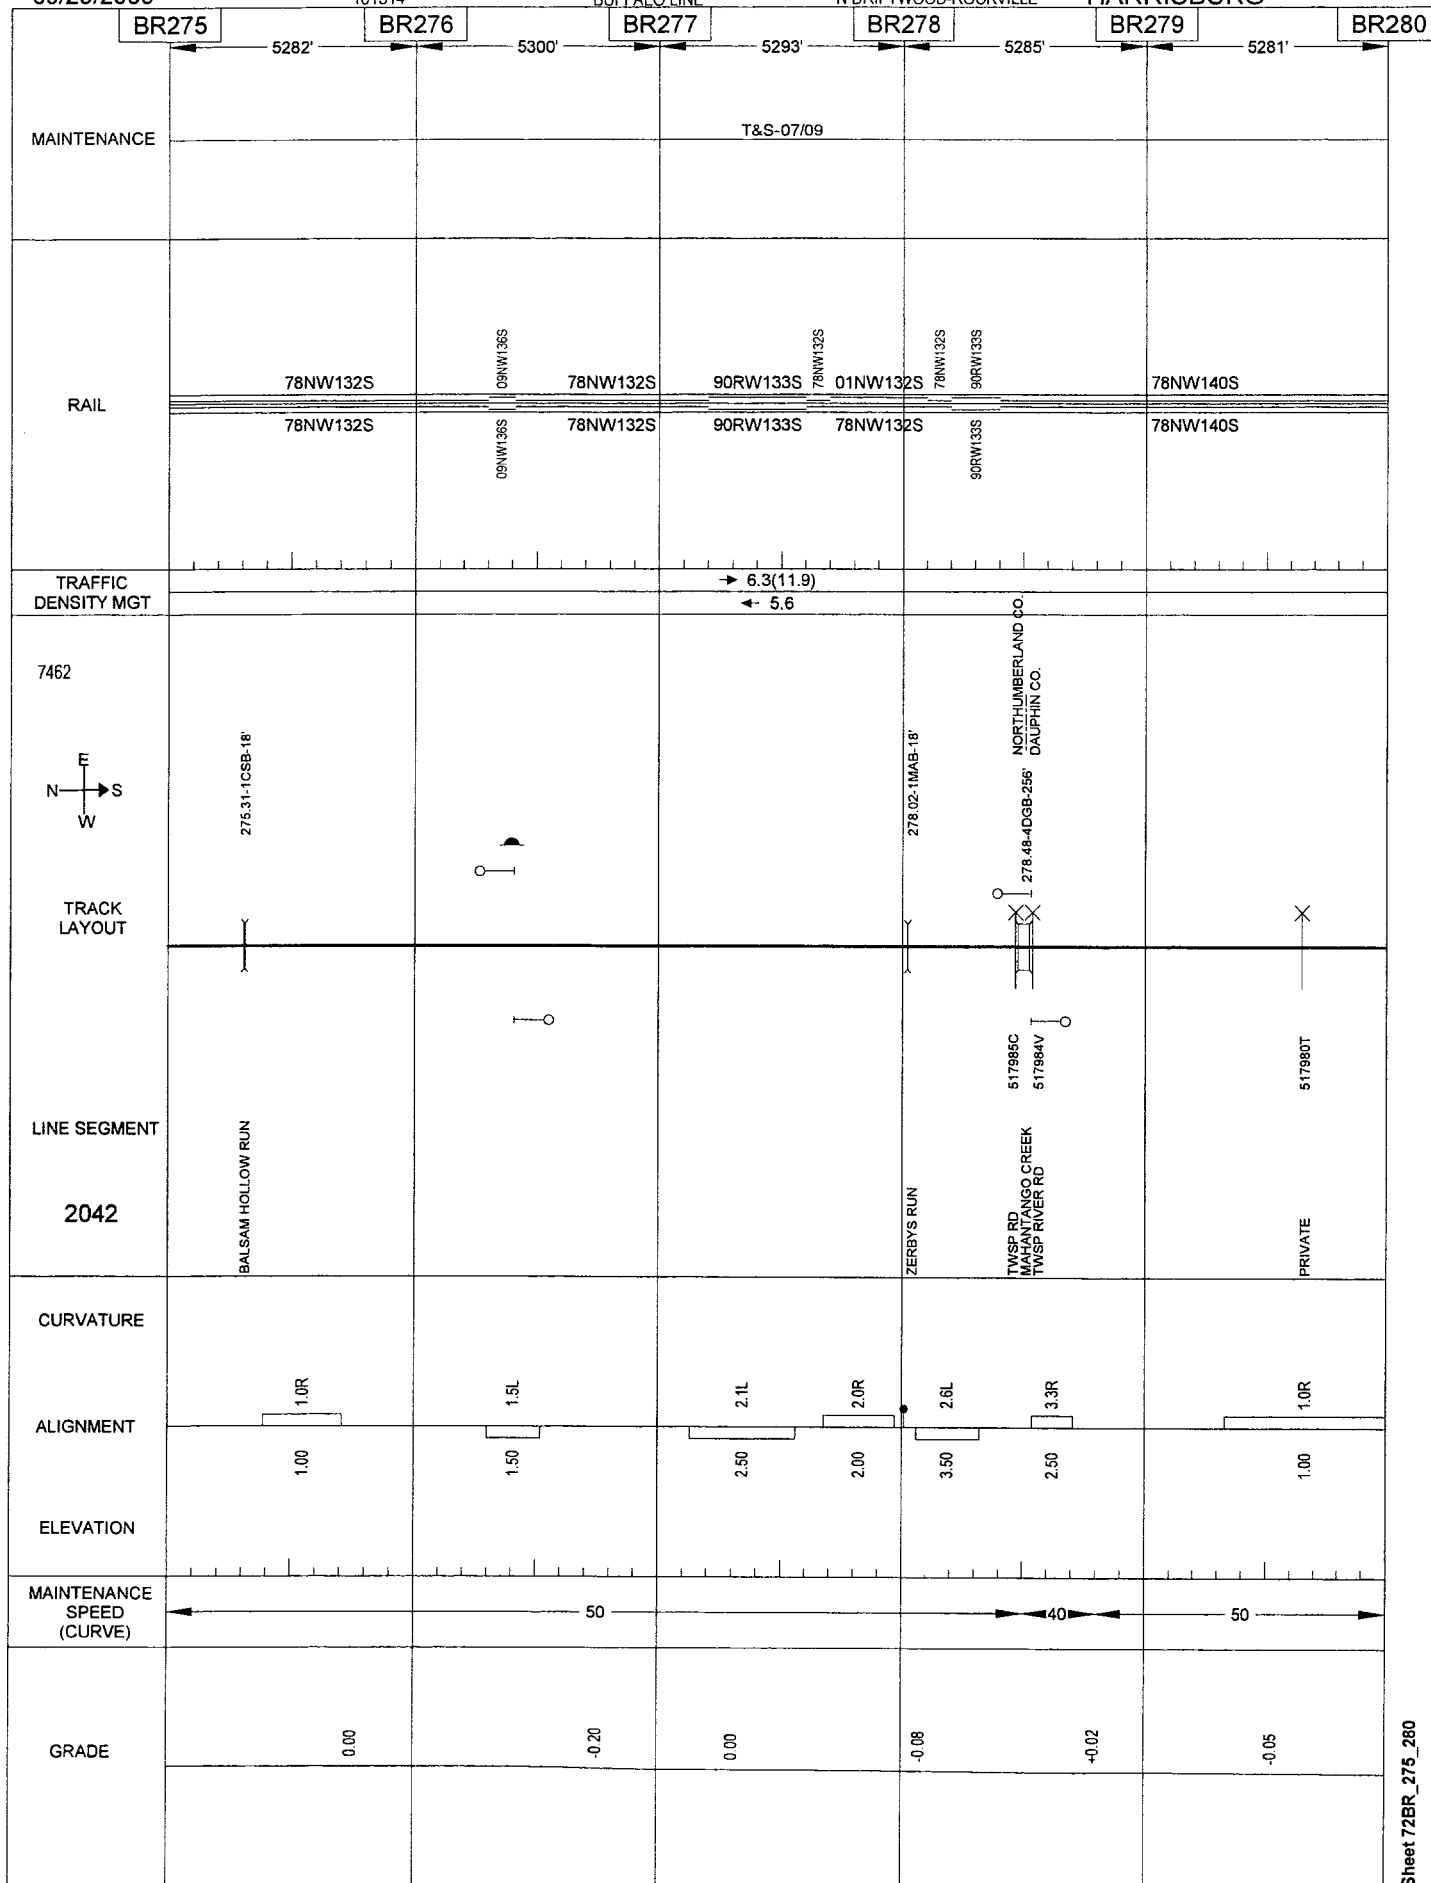 HARRISBURG
BR275 BR276 BR277 BR278 BR279 BR280
5282' 5300' 5293' 5285' 5281'
MAINTENANCE
T&S-07/09
RAIL
78NW132S 09NW136S 78NW132S 90RW133S 78NW132S 01NW132S 78NW132S 90RW133S 78NW140S
78NW132S 09NW136S 78NW132S 90RW133S 78NW132S 90RW133S 78NW140S
TRAFFIC
DENSITY MGT
6.3(11.9)
5.6
7462
E
N S
W
275.31-1CSB-18'
278.02-1MAB-18'
278.48-4DGB-256'
NORTHUMBERLAND CO.
DAUPHIN CO.
TRACK
LAYOUT
517985C
517984V
517980T
LINE SEGMENT
2042
BALSAM HOLLOW RUN
ZERBYS RUN
TWSP RD
MAHANTANGO CREEK
TWSP RIVER RD
PRIVATE
CURVATURE
1.0R 1.5L 2.1L 2.0R 2.6L 3.3R 1.0R
ALIGNMENT
1.00 1.50 2.50 2.00 3.50 2.50 1.00
ELEVATION
MAINTENANCE
SPEED
(CURVE)
50 40 50
GRADE
0.00 -0.20 0.00 -0.08 +0.02 -0.05
Sheet 72BR_275_280